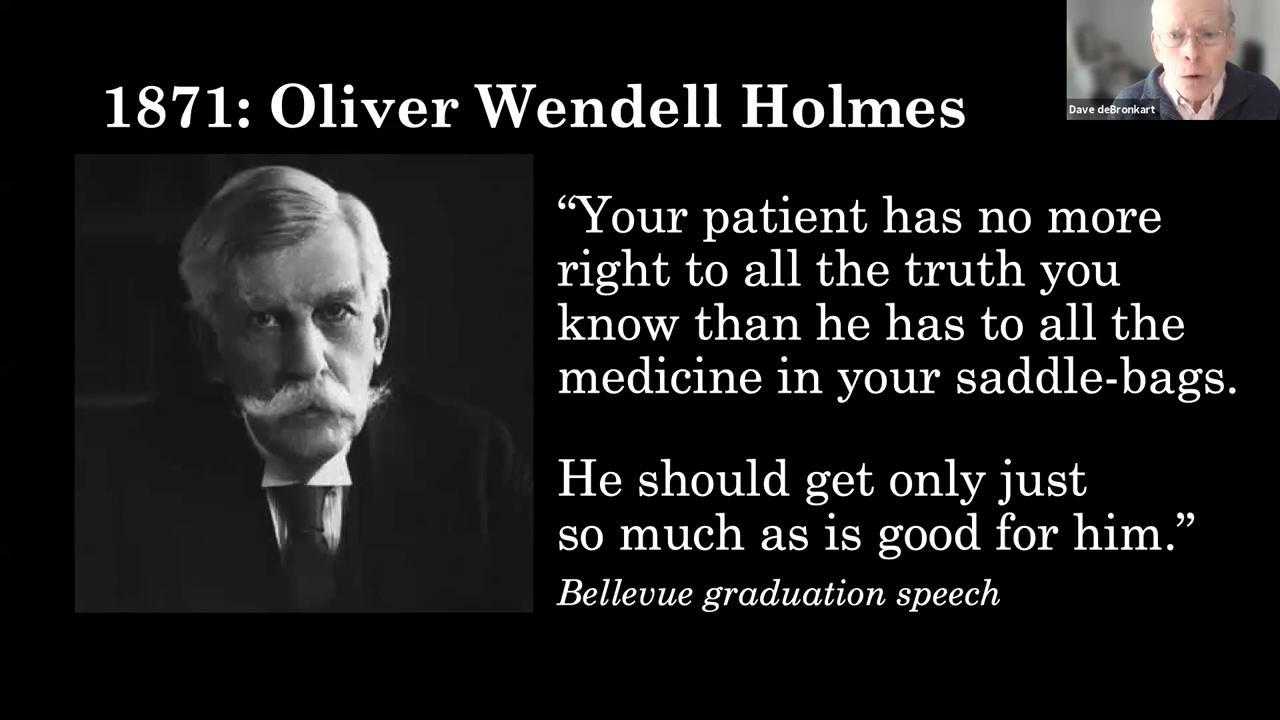 1871: Oliver Wendell Holmes
Dave deBronkart
“Your patient has no more
right to all the truth you
know than he has to all the
medicine in your saddle-bags.
He should get only just
so much as is good for him.”
Bellevue graduation speech